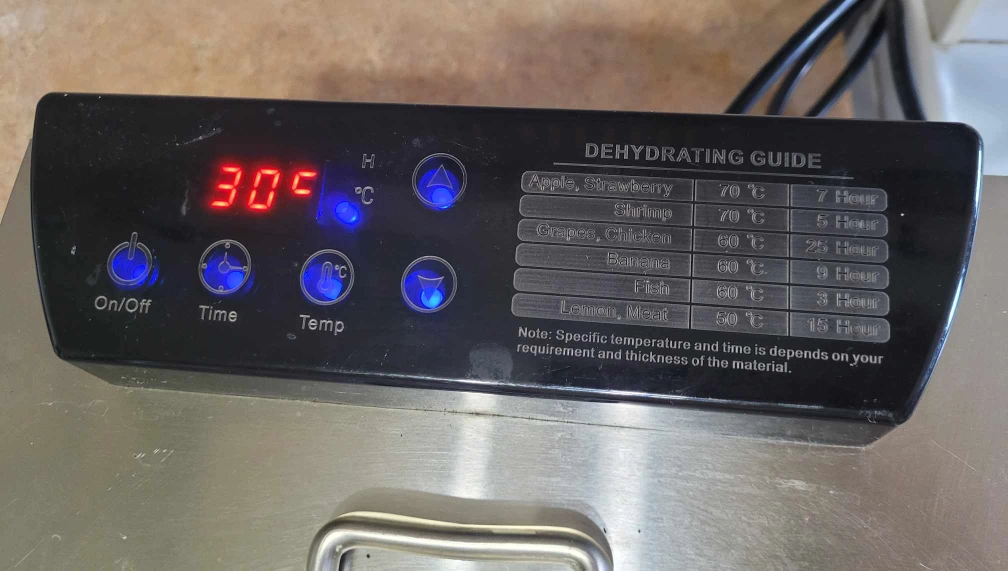 30c
H
°C
°C
On/Off
Time
Temp
DEHYDRATING GUIDE
Apple, Strawberry 70 °C 7 Hour
Shrimp 70 °C 5 Hour
Grapes, Chicken 60 °C 25 Hour
Banana 60 °C 9 Hour
Fish 60 °C 3 Hour
Lemon, Meat 50 °C 15 Hour
Note: Specific temperature and time is depends on your
requirement and thickness of the material.